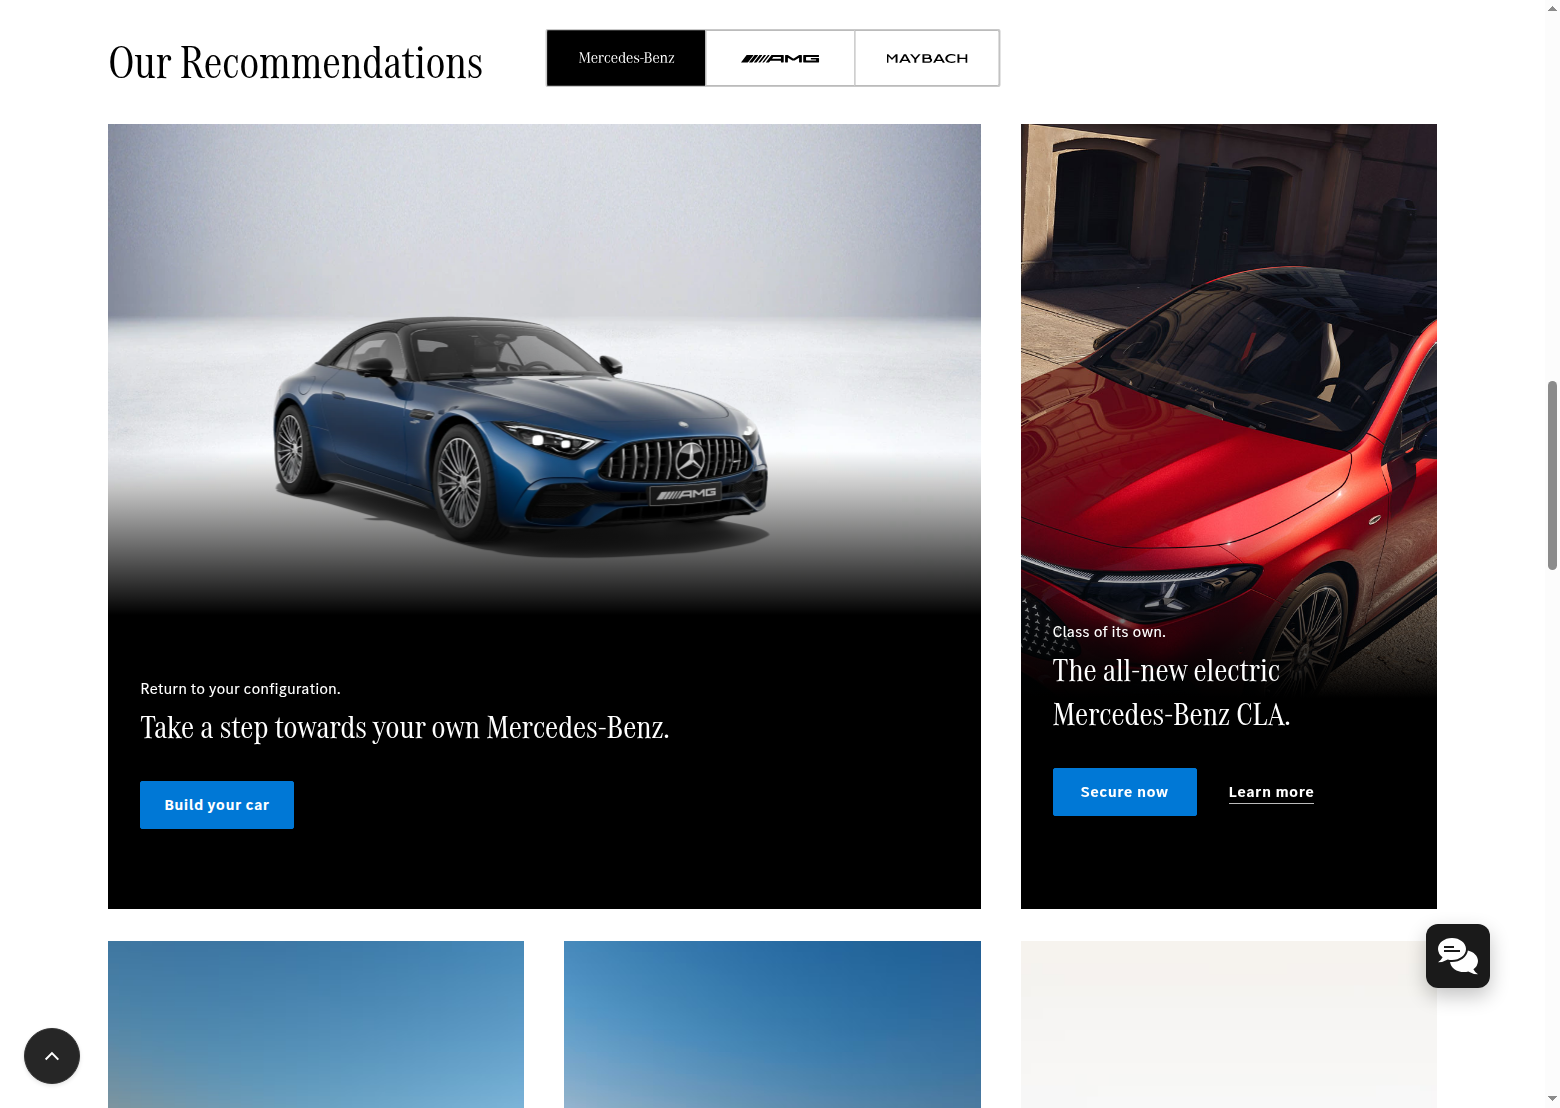 Our Recommendations
Mercedes-Benz
AMG
MAYBACH
AMG
Return to your configuration.
Take a step towards your own Mercedes-Benz.
Build your car
Class of its own.
The all-new electric
Mercedes-Benz CLA.
Secure now
Learn more